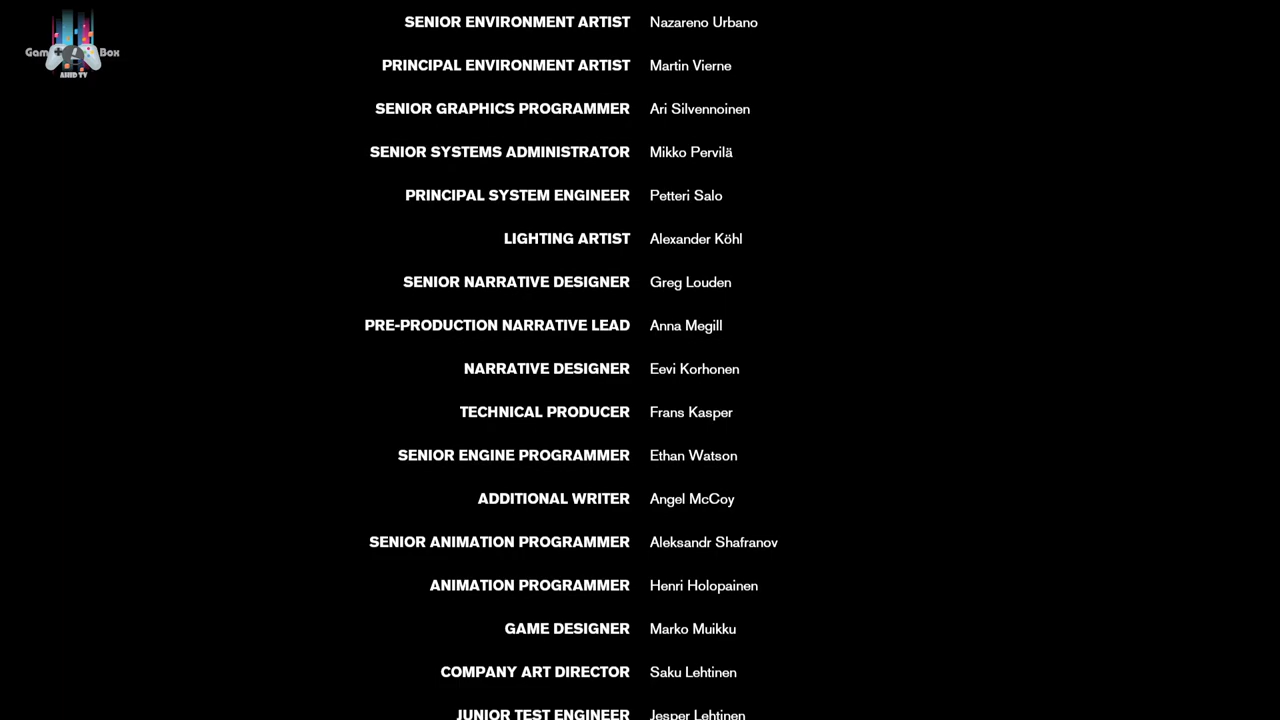 Game Box
ASHD TV
SENIOR ENVIRONMENT ARTIST Nazareno Urbano
PRINCIPAL ENVIRONMENT ARTIST Martin Vierne
SENIOR GRAPHICS PROGRAMMER Ari Silvennoinen
SENIOR SYSTEMS ADMINISTRATOR Mikko Pervilä
PRINCIPAL SYSTEM ENGINEER Petteri Salo
LIGHTING ARTIST Alexander Köhl
SENIOR NARRATIVE DESIGNER Greg Louden
PRE-PRODUCTION NARRATIVE LEAD Anna Megill
NARRATIVE DESIGNER Eevi Korhonen
TECHNICAL PRODUCER Frans Kasper
SENIOR ENGINE PROGRAMMER Ethan Watson
ADDITIONAL WRITER Angel McCoy
SENIOR ANIMATION PROGRAMMER Aleksandr Shafranov
ANIMATION PROGRAMMER Henri Holopainen
GAME DESIGNER Marko Muikku
COMPANY ART DIRECTOR Saku Lehtinen
JUNIOR TEST ENGINEER Jesper Lehtinen